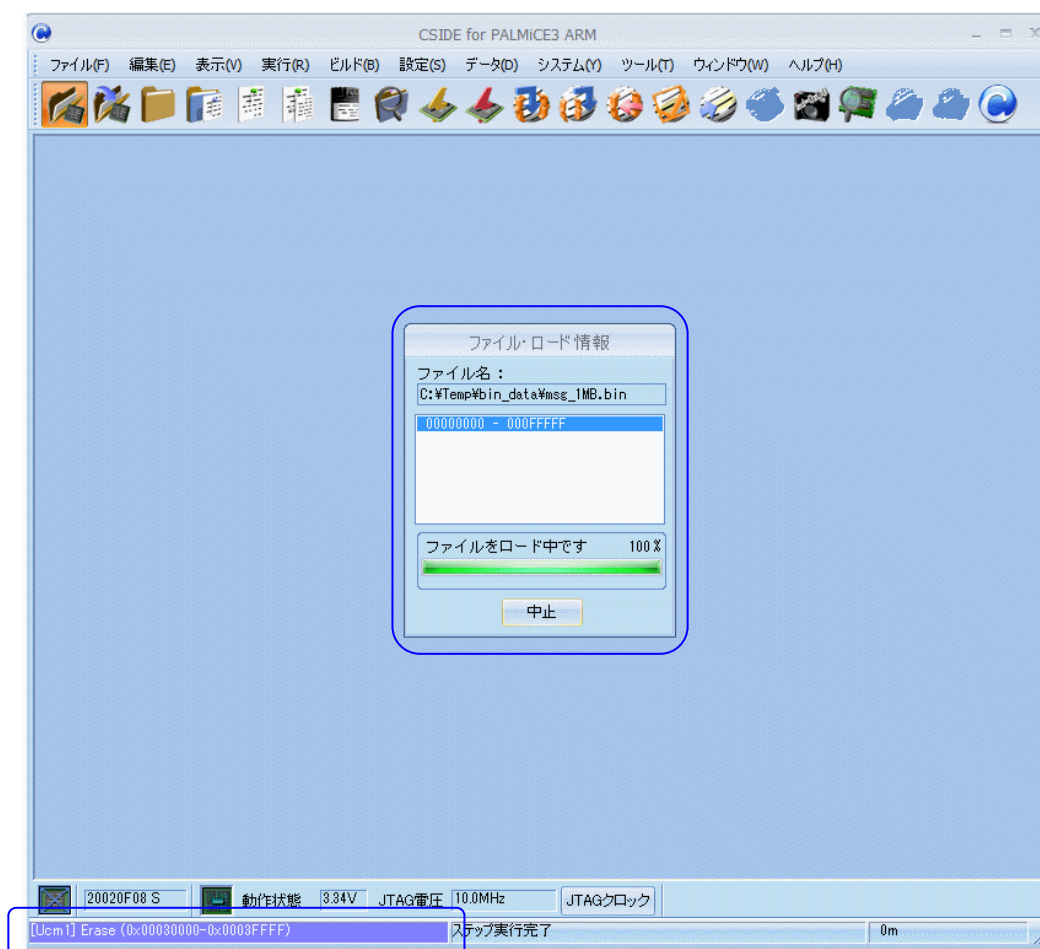 CSIDE for PALMiCE3 ARM
ファイル(F) 編集(E) 表示(V) 実行(R) ビルド(B) 設定(S) データ(D) システム(Y) ツール(T) ウィンドウ(W) ヘルプ(H)
ファイル・ロード情報
ファイル名:
C:¥Temp¥bin_data¥msg_1MB.bin
00000000 - 000FFFFF
ファイルをロード中です 100%
中止
20020F08 S 動作状態 3.34V JTAG電圧 10.0MHz JTAGクロック
[Ucm1] Erase (0x00030000-0x0003FFFF) ステップ実行完了 0m